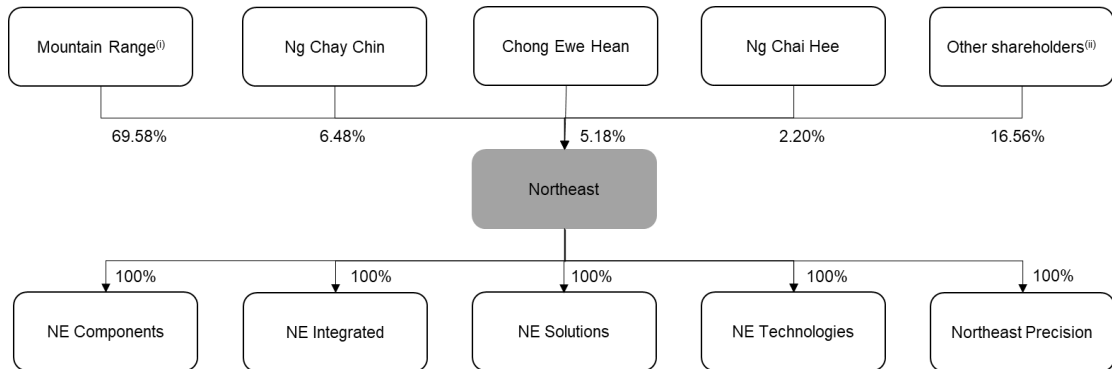 Mountain Range(i)
Ng Chay Chin
Chong Ewe Hean
Ng Chai Hee
Other shareholders(ii)
69.58%
6.48%
5.18%
2.20%
16.56%
Northeast
100%
100%
100%
100%
100%
NE Components
NE Integrated
NE Solutions
NE Technologies
Northeast Precision